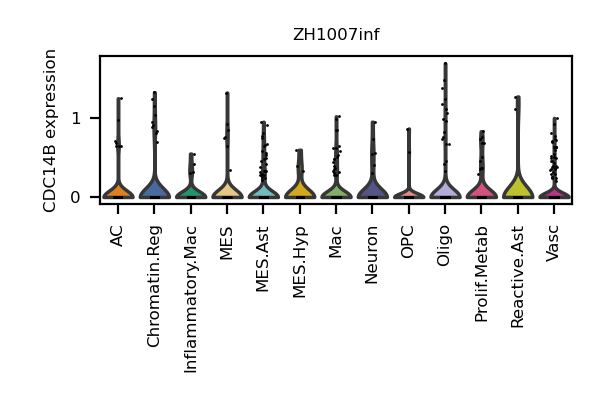 ZH1007inf
CDC14B expression
1
0
AC
Chromatin.Reg
Inflammatory.Mac
MES
MES.Ast
MES.Hyp
Mac
Neuron
OPC
Oligo
Prolif.Metab
Reactive.Ast
Vasc